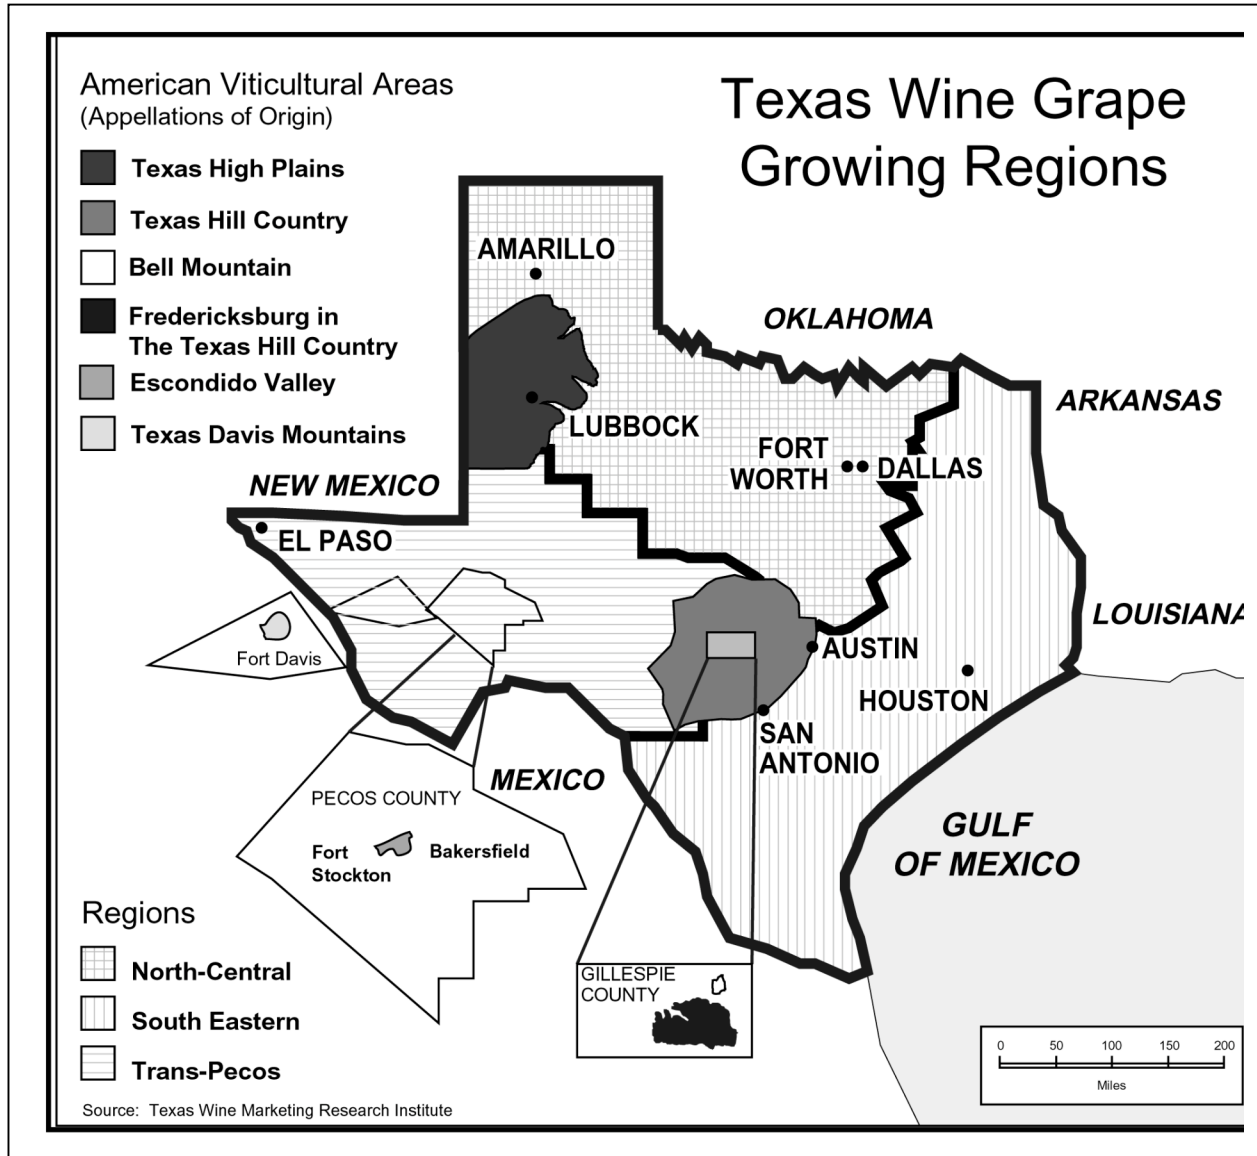 American Viticultural Areas
(Appellations of Origin)
Texas High Plains
Texas Hill Country
Bell Mountain
Fredericksburg in
The Texas Hill Country
Escondido Valley
Texas Davis Mountains
Texas Wine Grape
Growing Regions
AMARILLO
OKLAHOMA
ARKANSAS
LUBBOCK
FORT
WORTH
DALLAS
NEW MEXICO
EL PASO
LOUISIANA
Fort Davis
AUSTIN
HOUSTON
SAN
ANTONIO
MEXICO
PECOS COUNTY
Fort
Stockton
Bakersfield
GULF
OF MEXICO
GILLESPIE
COUNTY
Regions
North-Central
South Eastern
Trans-Pecos
Source: Texas Wine Marketing Research Institute
0 50 100 150 200
Miles